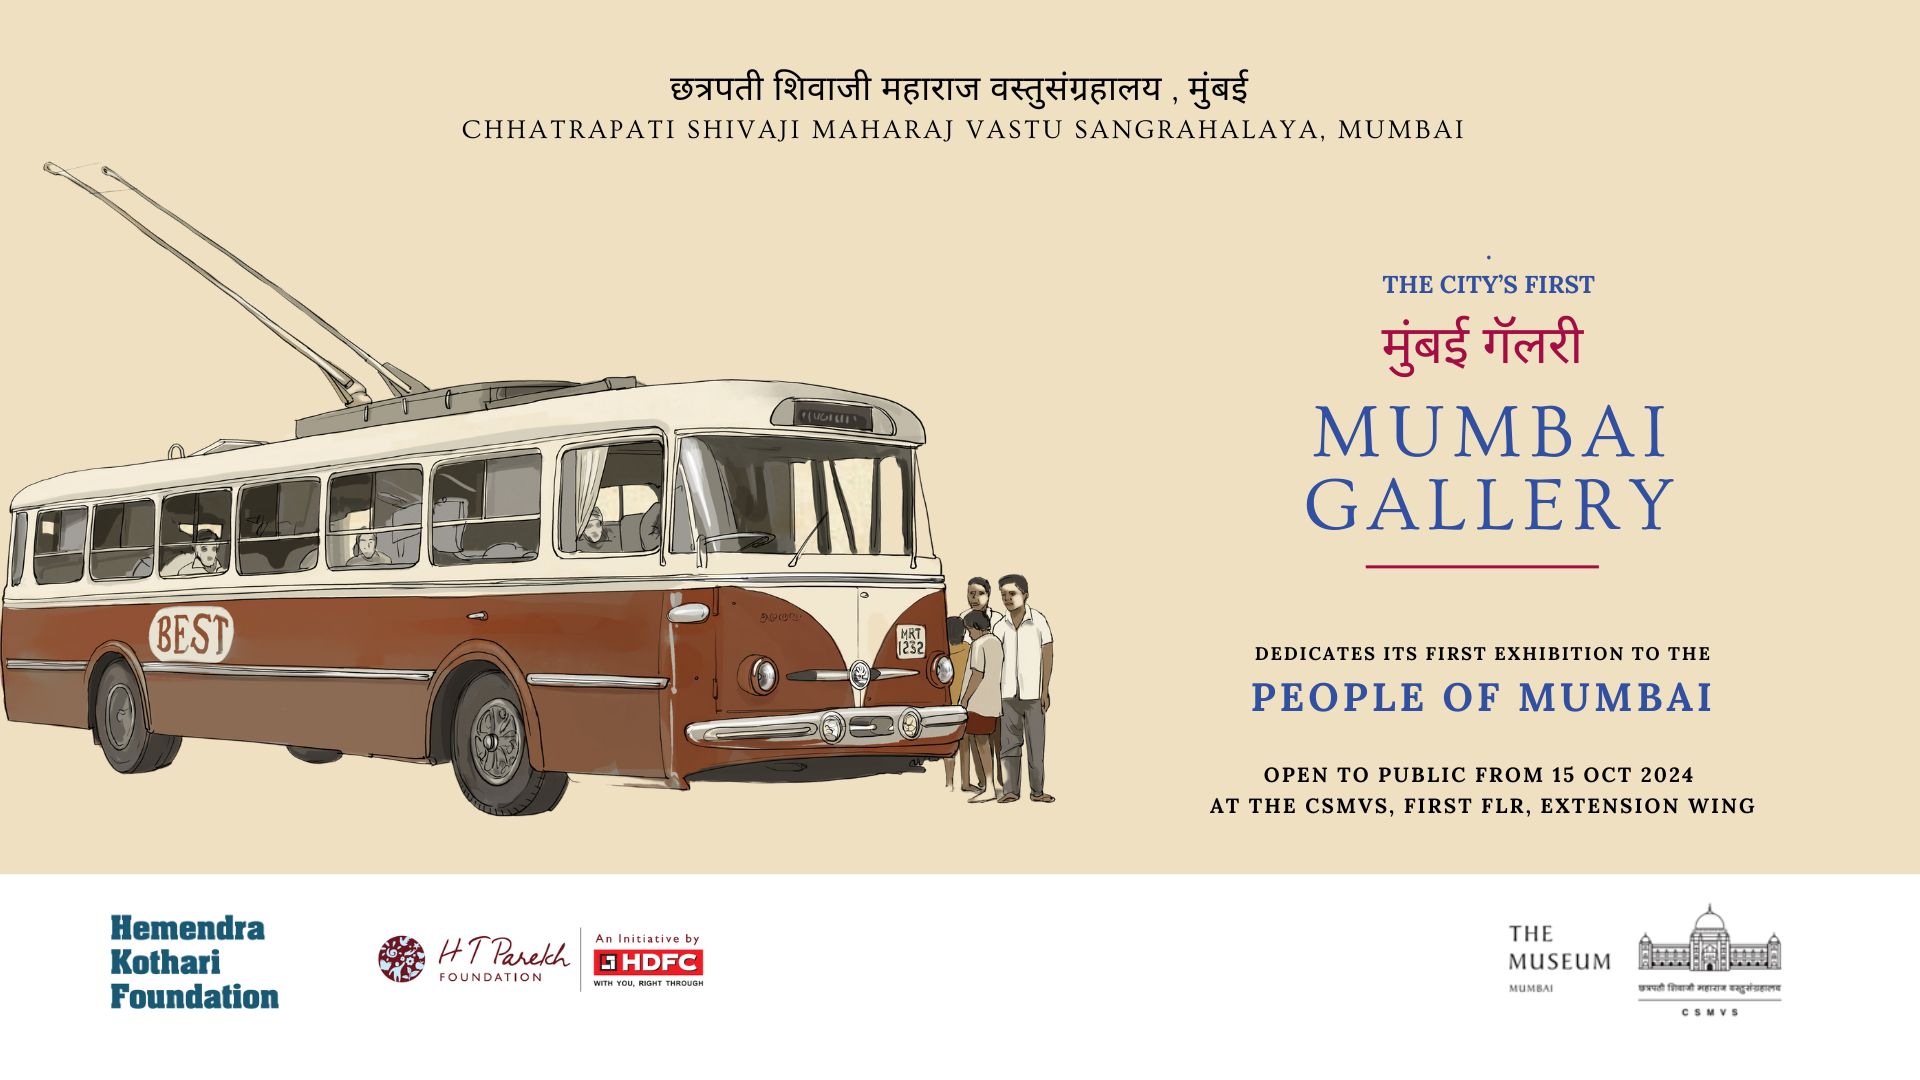 छत्रपती शिवाजी महाराज वस्तुसंग्रहालय , मुंबई
CHHATRAPATI SHIVAJI MAHARAJ VASTU SANGRAHALAYA, MUMBAI
THE CITY'S FIRST
मुंबई गॅलरी
MUMBAI
GALLERY
DEDICATES ITS FIRST EXHIBITION TO THE
PEOPLE OF MUMBAI
OPEN TO PUBLIC FROM 15 OCT 2024
AT THE CSMVS, FIRST FLR, EXTENSION WING
BEST
MRT
1232
Hemendra
Kothari
Foundation
H T Parekh
FOUNDATION
An Initiative by
HDFC
WITH YOU, RIGHT THROUGH
THE
MUSEUM
MUMBAI
छत्रपती शिवाजी महाराज वस्तुसंग्रहालय
CSMVS